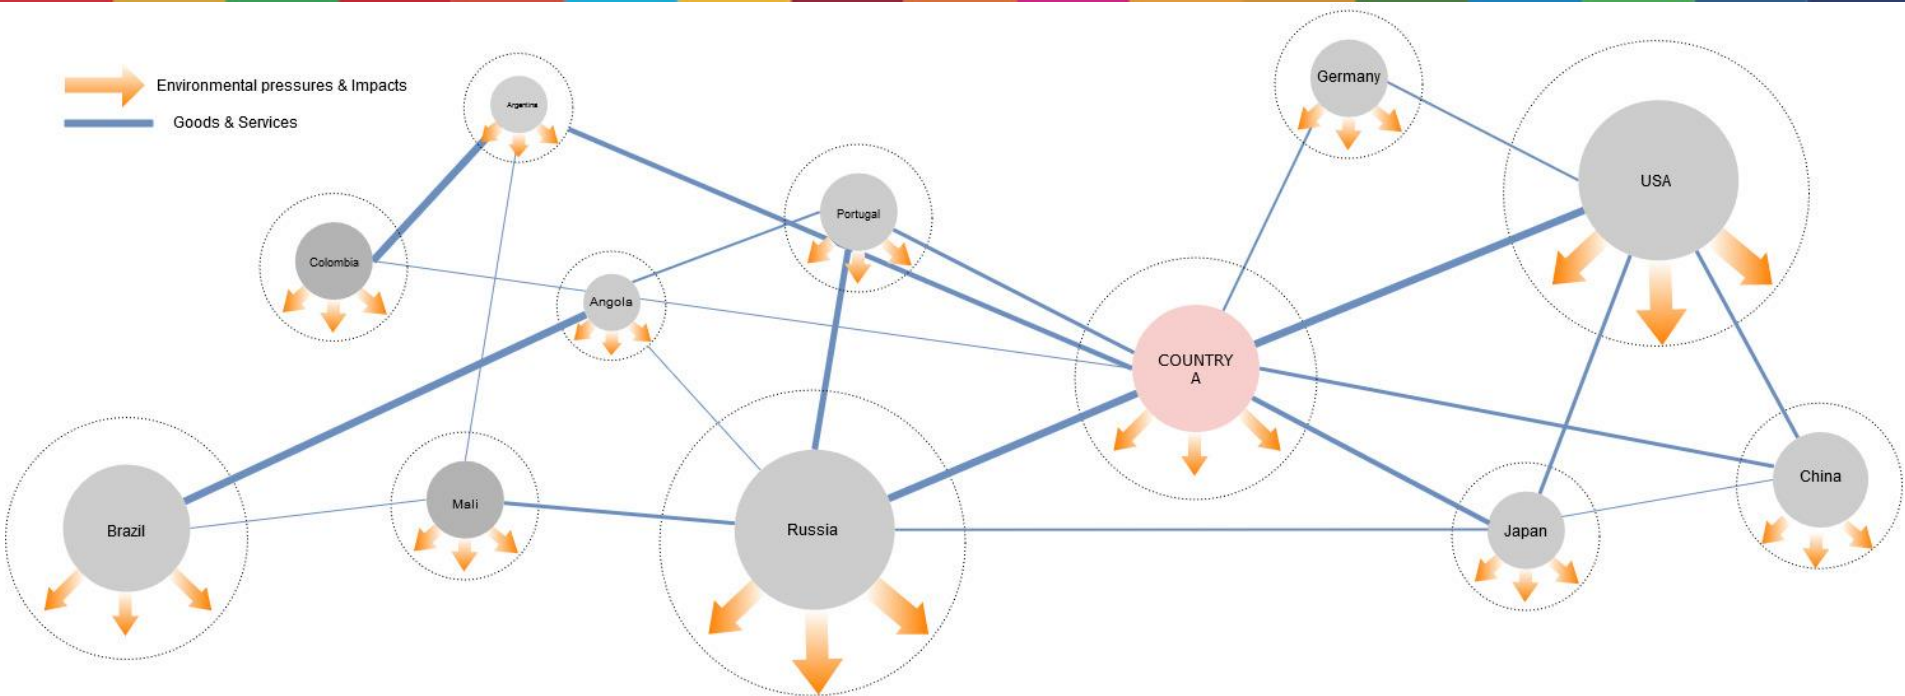 Environmental pressures & Impacts
Goods & Services
Argentina
Germany
USA
Portugal
Colombia
Angola
COUNTRY
A
Brazil
Mali
Russia
Japan
China